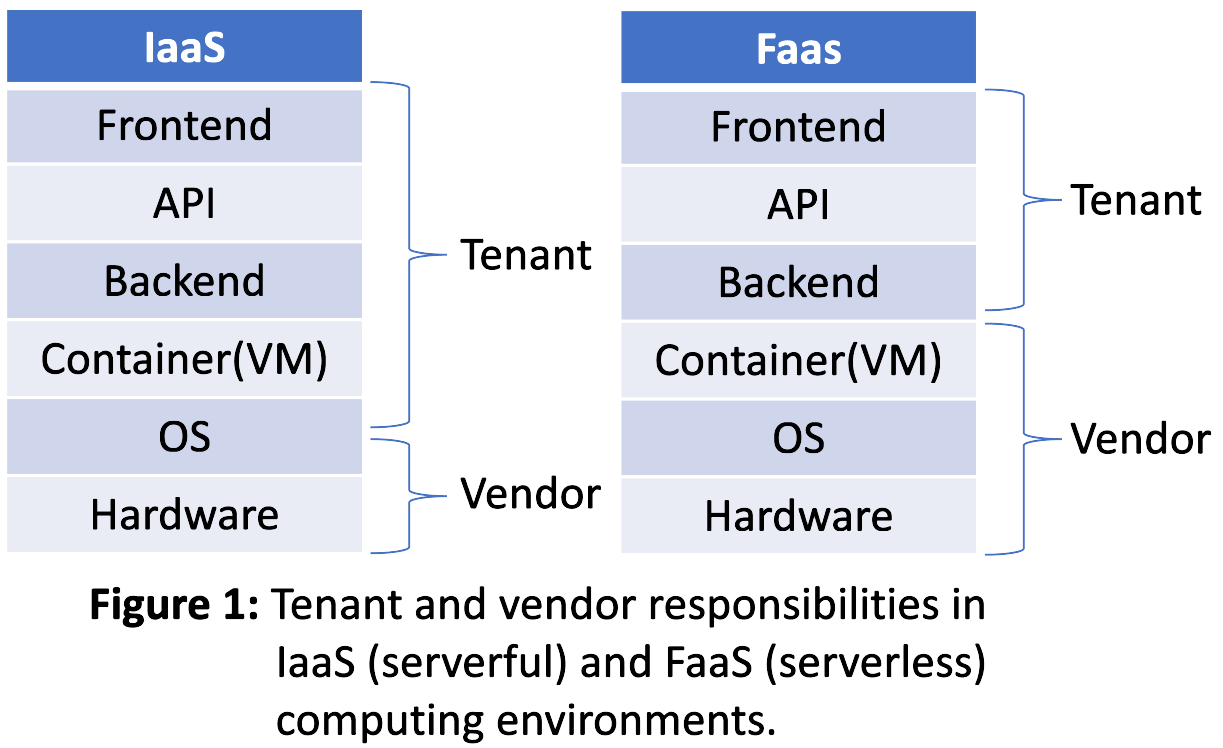 IaaS
Frontend
API
Backend
Container(VM)
OS
Hardware
Tenant
Vendor
Faas
Frontend
API
Backend
Container(VM)
OS
Hardware
Tenant
Vendor
Figure 1: Tenant and vendor responsibilities in
IaaS (serverful) and FaaS (serverless)
computing environments.